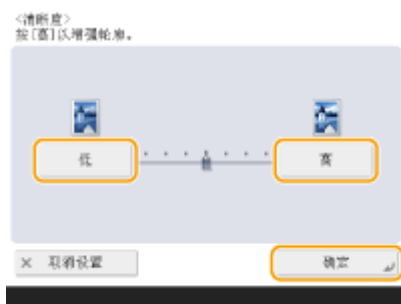 <清晰度>
按[高]以增强轮廓。
低
高
× 取消设置
确定